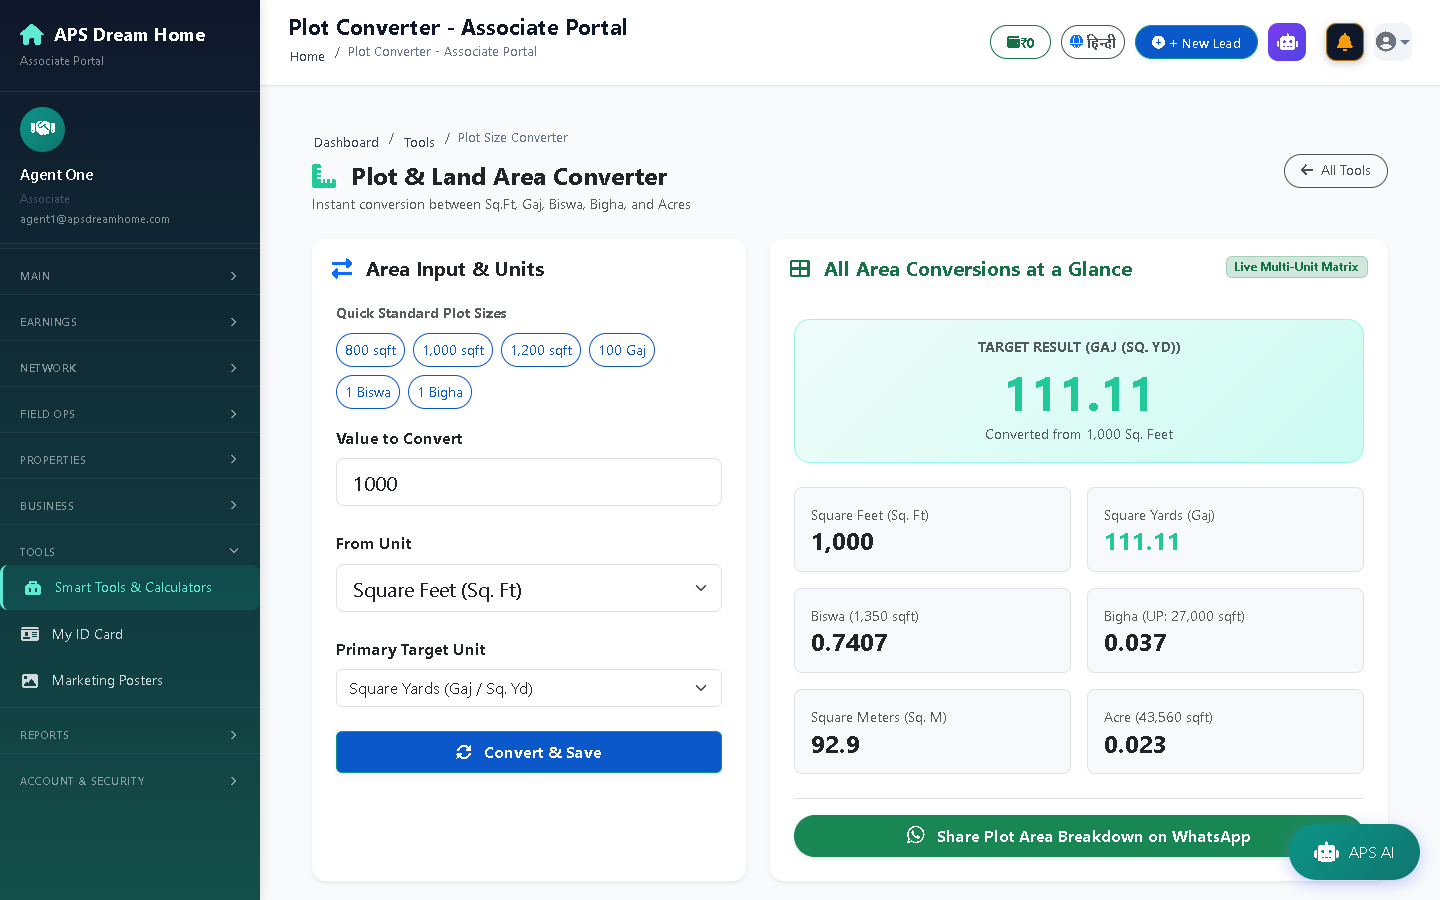 APS Dream Home
Associate Portal
Agent One
Associate
agent1@apsdreamhome.com
MAIN
EARNINGS
NETWORK
FIELD OPS
PROPERTIES
BUSINESS
TOOLS
Smart Tools & Calculators
My ID Card
Marketing Posters
REPORTS
ACCOUNT & SECURITY
Plot Converter - Associate Portal
Home / Plot Converter - Associate Portal
₹0
हिन्दी
+ New Lead
Dashboard / Tools / Plot Size Converter
Plot & Land Area Converter
Instant conversion between Sq.Ft, Gaj, Biswa, Bigha, and Acres
All Tools
Area Input & Units
Quick Standard Plot Sizes
800 sqft 1,000 sqft 1,200 sqft 100 Gaj
1 Biswa 1 Bigha
Value to Convert
1000
From Unit
Square Feet (Sq. Ft)
Primary Target Unit
Square Yards (Gaj / Sq. Yd)
Convert & Save
All Area Conversions at a Glance
Live Multi-Unit Matrix
TARGET RESULT (GAJ (SQ. YD))
111.11
Converted from 1,000 Sq. Feet
Square Feet (Sq. Ft)
1,000
Square Yards (Gaj)
111.11
Biswa (1,350 sqft)
0.7407
Bigha (UP: 27,000 sqft)
0.037
Square Meters (Sq. M)
92.9
Acre (43,560 sqft)
0.023
Share Plot Area Breakdown on WhatsApp
APS AI